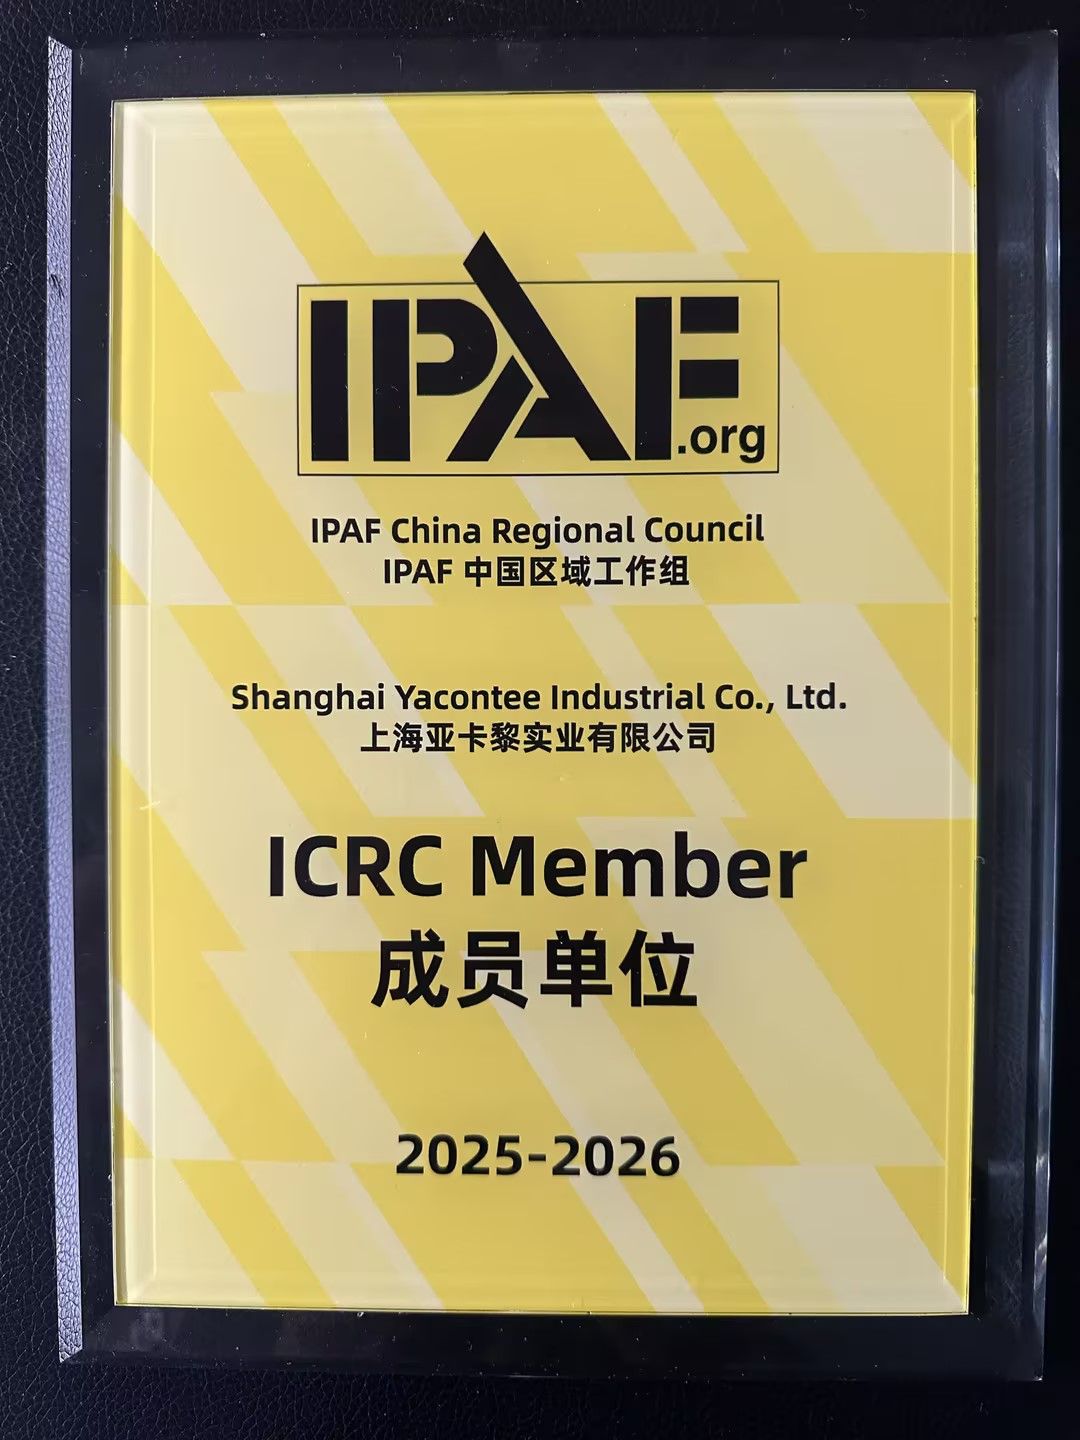 IPAF
.org
IPAF China Regional Council
IPAF 中国区域工作组
Shanghai Yacontee Industrial Co., Ltd.
上海亚卡黎实业有限公司
ICRC Member
成员单位
2025-2026